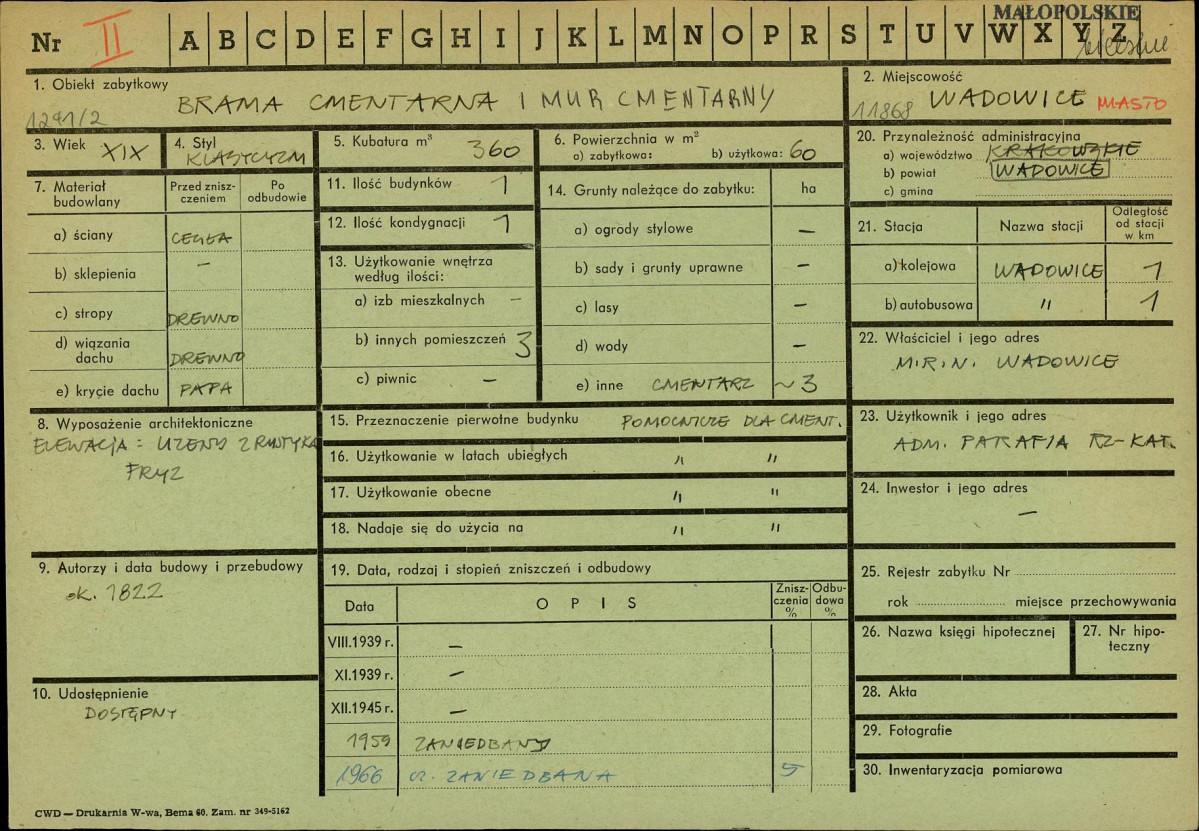 MAŁOPOLSKIE
Nr II A B C D E F G H I J K L M N O P R S T U V W X Y Z
1. Obiekt zabytkowy
BRAMA CMENTARNA I MUR CMENTARNY
1291/2
2. Miejscowość
11868 WADOWICE MIASTO
3. Wiek XIX
4. Styl
KLASYCYZM
5. Kubatura m³ 360
6. Powierzchnia w m²
a) zabytkowa: b) użytkowa: 60
20. Przynależność administracyjna
a) województwo KRAKOWSKIE
b) powiat WADOWICE
c) gmina
7. Materiał budowlany
Przed znisz-
czeniem
Po
odbudowie
a) ściany CEGŁA
b) sklepienia –
c) stropy DREWNO
d) wiązania
dachu DREWNO
e) krycie dachu PAPA
11. Ilość budynków 1
12. Ilość kondygnacji 1
13. Użytkowanie wnętrza
według ilości:
a) izb mieszkalnych –
b) innych pomieszczeń 3
c) piwnic –
14. Grunty należące do zabytku: ha
a) ogrody stylowe –
b) sady i grunty uprawne –
c) lasy –
d) wody –
e) inne CMENTARZ ~3
21. Stacja Nazwa stacji
Odległość
od stacji
w km
a) kolejowa WADOWICE 1
b) autobusowa " 1
22. Właściciel i jego adres
M.R.N. WADOWICE
8. Wyposażenie architektoniczne
ELEWACJA:
FRYZ
15. Przeznaczenie pierwotne budynku POMOCNICZE DLA CMENT.
16. Użytkowanie w latach ubiegłych " "
17. Użytkowanie obecne " "
18. Nadaje się do użycia na " "
23. Użytkownik i jego adres
ADM. PARAFJA RZ-KAT.
24. Inwestor i jego adres
–
9. Autorzy i data budowy i przebudowy
ok. 1822
10. Udostępnienie
DOSTĘPNY
19. Data, rodzaj i stopień zniszczeń i odbudowy
Data OPIS
Znisz-
czenia
%
Odbu-
dowa
%
VIII.1939 r. –
XI.1939 r. –
XII.1945 r. –
1959 ZANIEDBANY
1966 cz. ZANIEDBANA 5
25. Rejestr zabytku Nr
rok miejsce przechowywania
26. Nazwa księgi hipotecznej
27. Nr hipo-
teczny
28. Akta
29. Fotografie
30. Inwentaryzacja pomiarowa
CWD — Drukarnia W-wa, Bema 60. Zam. nr 349-5162